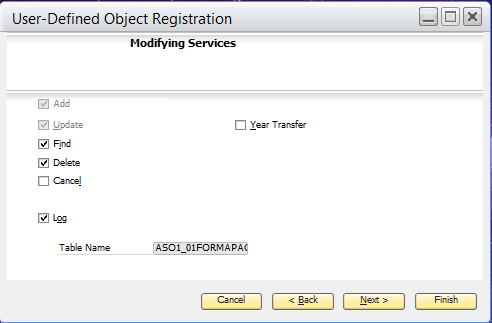 User-Defined Object Registration
Modifying Services
Add
Update
Year Transfer
Find
Delete
Cancel
Log
Table Name
ASO1_01FORMAPAG
Cancel
< Back
Next >
Finish